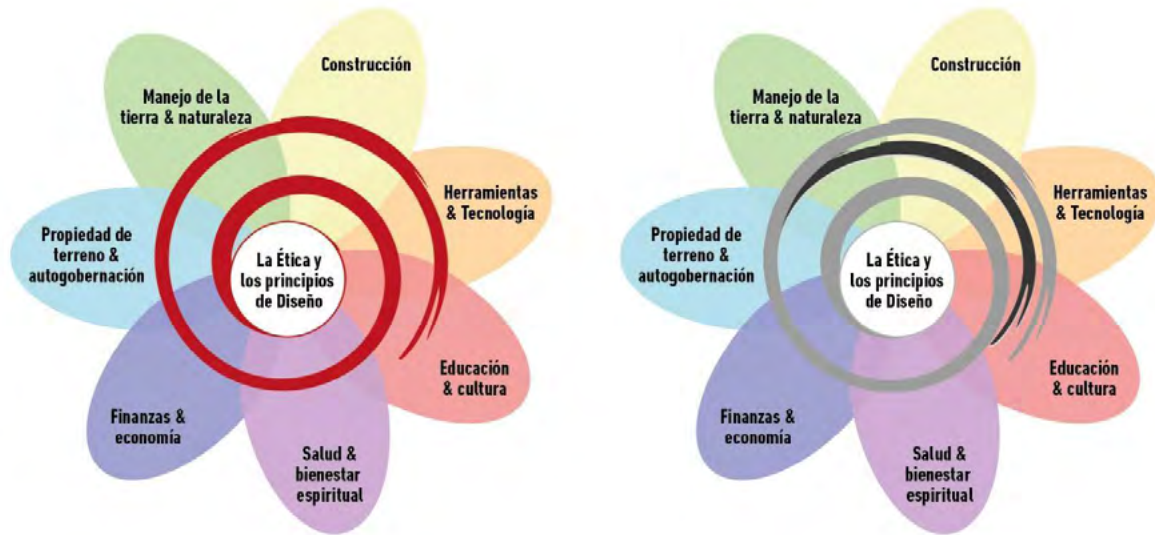 Construcción
Manejo de la
tierra & naturaleza
Herramientas
& Tecnología
Propiedad de
terreno &
autogobernación
La Ética y
los principios
de Diseño
Educación
& cultura
Finanzas &
economía
Salud &
bienestar
espiritual
Construcción
Manejo de la
tierra & naturaleza
Herramientas
& Tecnología
Propiedad de
terreno &
autogobernación
La Ética y
los principios
de Diseño
Educación
& cultura
Finanzas &
economía
Salud &
bienestar
espiritual